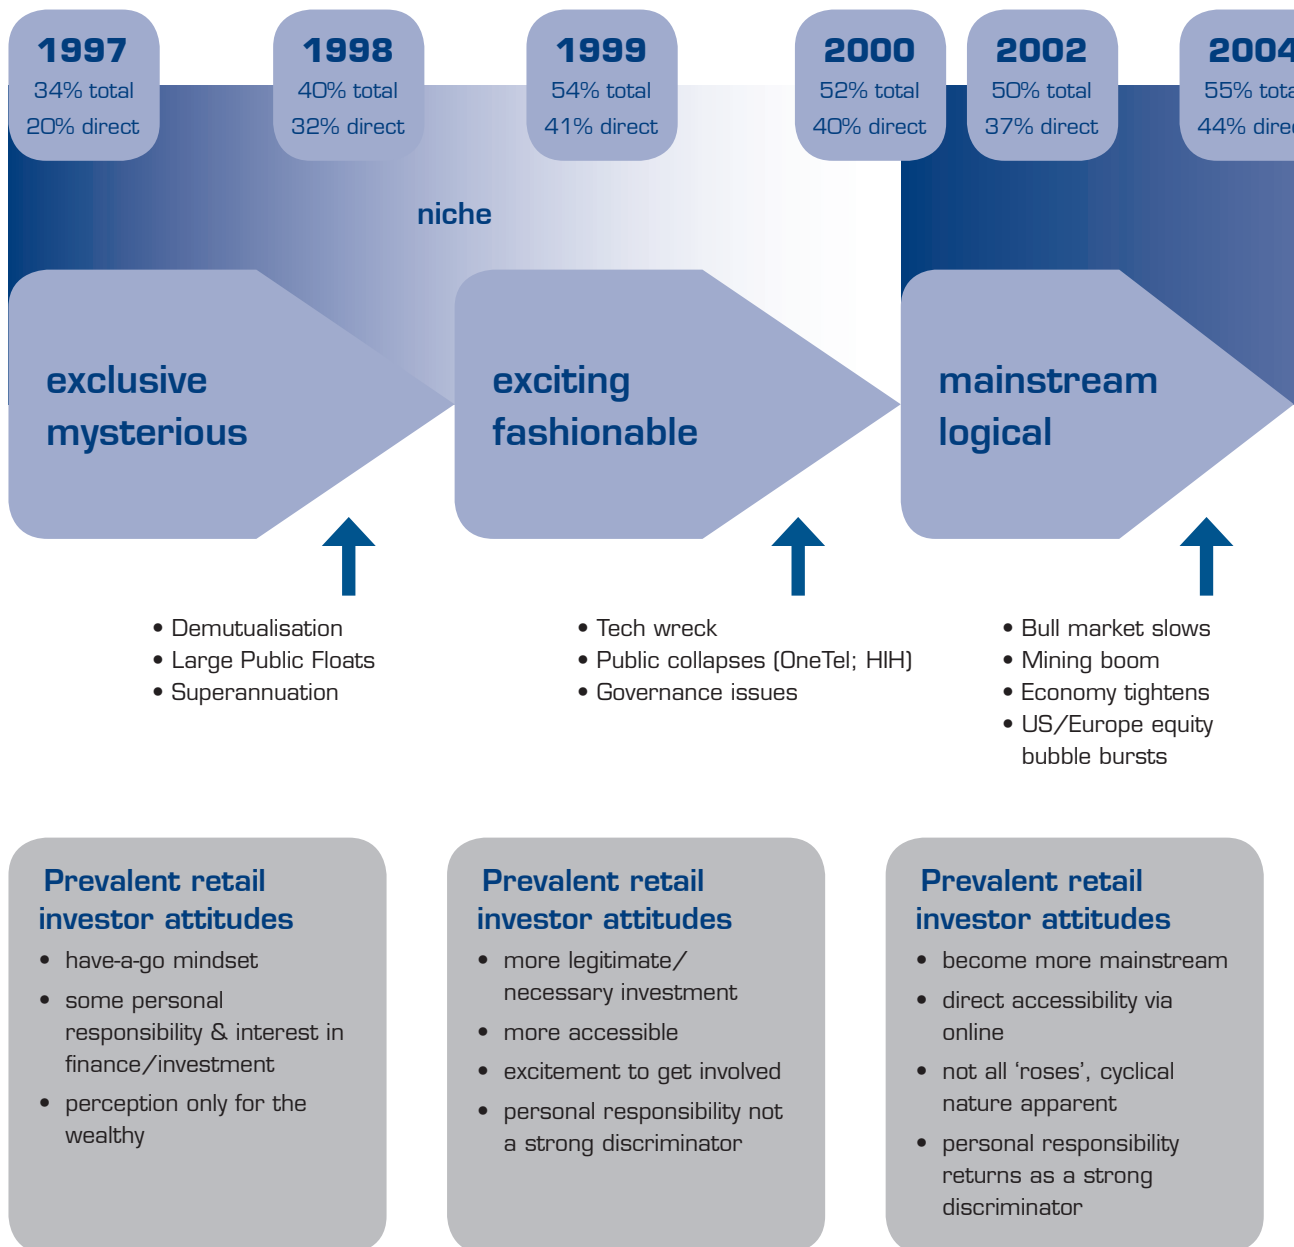 1997
34% total
20% direct
1998
40% total
32% direct
1999
54% total
41% direct
2000
52% total
40% direct
2002
50% total
37% direct
2004
55% total
44% direct
niche
exclusive
mysterious
exciting
fashionable
mainstream
logical
• Demutualisation
• Large Public Floats
• Superannuation
• Tech wreck
• Public collapses (OneTel; HIH)
• Governance issues
• Bull market slows
• Mining boom
• Economy tightens
• US/Europe equity
bubble bursts
Prevalent retail
investor attitudes
• have-a-go mindset
• some personal
responsibility & interest in
finance/investment
• perception only for the
wealthy
Prevalent retail
investor attitudes
• more legitimate/
necessary investment
• more accessible
• excitement to get involved
• personal responsibility not
a strong discriminator
Prevalent retail
investor attitudes
• become more mainstream
• direct accessibility via
online
• not all ‘roses’, cyclical
nature apparent
• personal responsibility
returns as a strong
discriminator